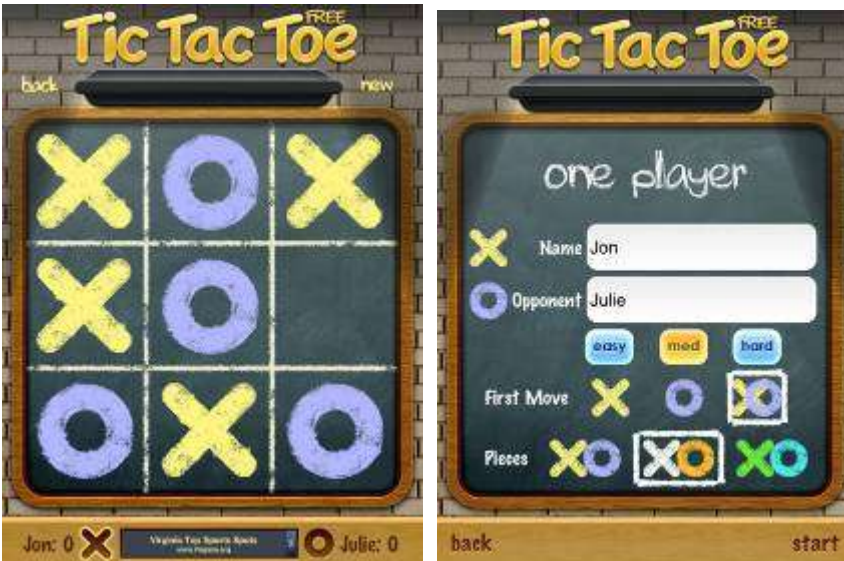 Tic Tac Toe
FREE
back
new
Jon: 0
Virginia Top Sports Spots
Julie: 0
Tic Tac Toe
FREE
one player
Name Jon
Opponent Julie
easy med hard
First Move
Pieces
back
start